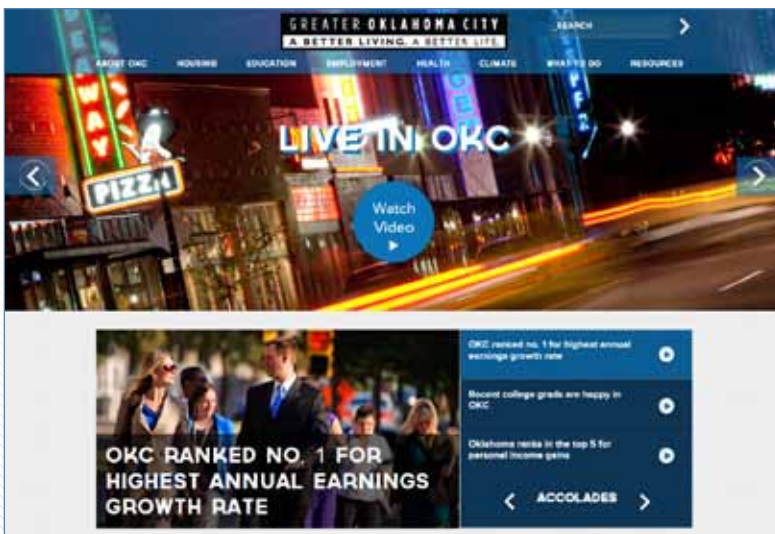 GREATER OKLAHOMA CITY
A BETTER LIVING. A BETTER LIFE.
SEARCH
ABOUT OKC HOUSING EDUCATION EMPLOYMENT HEALTH CLIMATE WHAT TO DO RESOURCES
PIZZA
LIVE IN OKC
Watch
Video
OKC RANKED NO. 1 FOR
HIGHEST ANNUAL EARNINGS
GROWTH RATE
OKC ranked no. 1 for highest annual
earnings growth rate
Recent college grads are happy in
OKC
Oklahoma ranks in the top 5 for
personal income gains
ACCOLADES